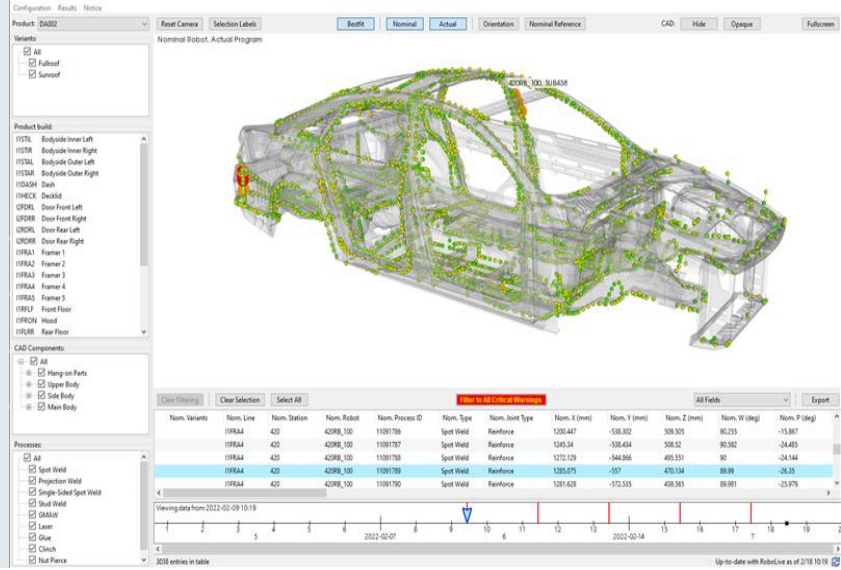 Configuration Results Notice
Product: DA002 Reset Camera Selection Labels Bestfit Nominal Actual Orientation Nominal Reference CAD: Hide Opaque Fullscreen
Variants: Nominal Robot, Actual Program
All
Fullroof
Sunroof
420RB_100, SUB436
Product build:
I1STIL Bodyside Inner Left
I1STIR Bodyside Inner Right
I1STAL Bodyside Outer Left
I1STAR Bodyside Outer Right
I1DASH Dash
I1HECK Decklid
I2FDRL Door Front Left
I2FDRR Door Front Right
I2RDRL Door Rear Left
I2RDRR Door Rear Right
I1FRA1 Framer 1
I1FRA2 Framer 2
I1FRA3 Framer 3
I1FRA4 Framer 4
I1FRA5 Framer 5
I1FRLF Front Floor
I1FRON Hood
I1FLRR Rear Floor
CAD Components:
All
Hang-on Parts
Upper Body
Side Body
Main Body
Clear Filtering Clear Selection Select All Filter to All Critical Warnings All Fields Export
Nom. Variants Nom. Line Nom. Station Nom. Robot Nom. Process ID Nom. Type Nom. Joint Type Nom. X (mm) Nom. Y (mm) Nom. Z (mm) Nom. W (deg) Nom. P (deg)
I1FRA4 420 420RB_100 11091786 Spot Weld Reinforce 1200.447 -538.302 509.505 90.255 -15.867
I1FRA4 420 420RB_100 11091787 Spot Weld Reinforce 1245.34 -538.434 508.52 90.582 -24.485
I1FRA4 420 420RB_100 11091788 Spot Weld Reinforce 1272.129 -544.866 495.551 90 -24.144
I1FRA4 420 420RB_100 11091789 Spot Weld Reinforce 1285.075 -557 470.134 89.99 -26.35
I1FRA4 420 420RB_100 11091790 Spot Weld Reinforce 1281.628 -572.535 438.565 89.981 -25.979
Processes:
All
Spot Weld
Projection Weld
Single-Sided Spot Weld
Stud Weld
GMAW
Laser
Glue
Clinch
Nut Pierce
Viewing data from: 2022-02-09 10:19
1 2 3 4 5 6 7 8 9 10 11 12 13 14 15 16 17 18 19 2
5 2022-02-07 6 2022-02-14 7
3038 entries in table Up-to-date with RoboLive as of 2/18 10:19